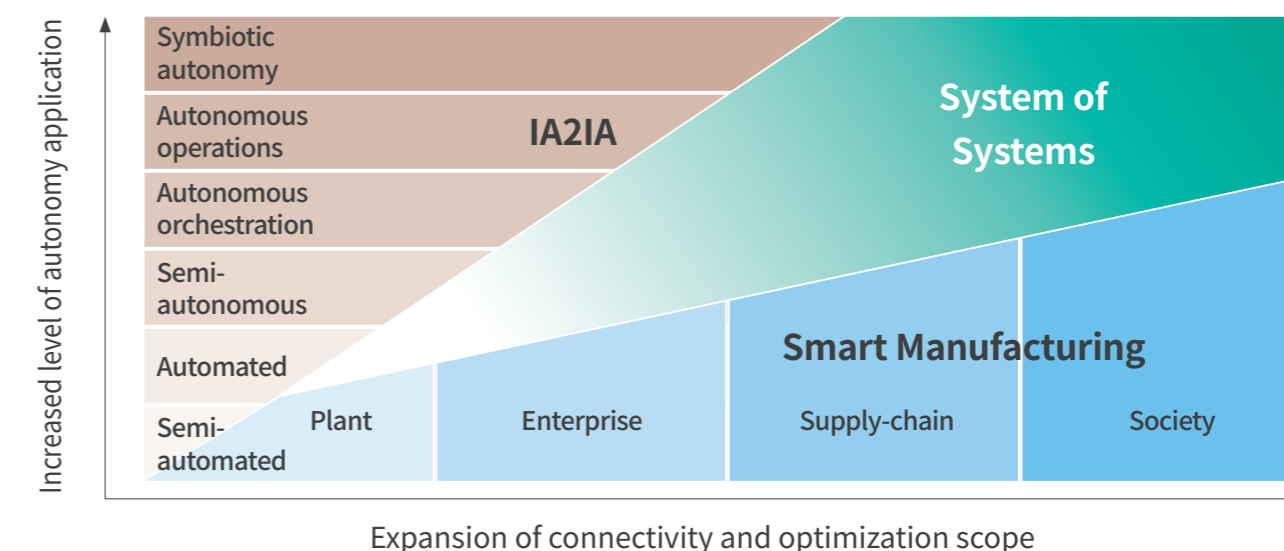 Increased level of autonomy application
Symbiotic
autonomy
Autonomous
operations
Autonomous
orchestration
Semi-
autonomous
Automated
Semi-
automated
IA2IA
System of
Systems
Smart Manufacturing
Plant
Enterprise
Supply-chain
Society
Expansion of connectivity and optimization scope